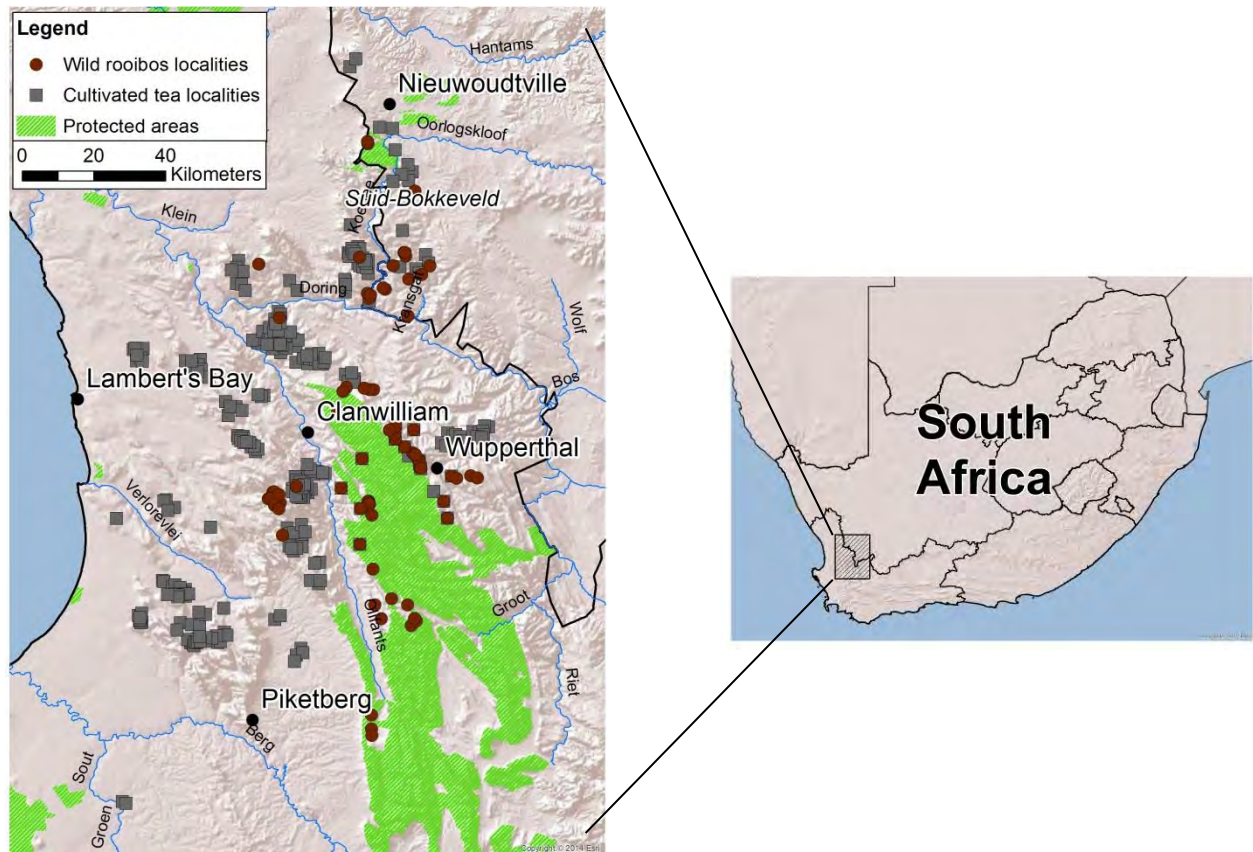 Legend
Wild rooibos localities
Cultivated tea localities
Protected areas
0 20 40
Kilometers
Hantams
Nieuwoudtville
Oorlogskloof
Suid-Bokkeveld
Klein
Doring
Kransgat
Wolf
Bos
Lambert's Bay
Clanwilliam
Wupperthal
Verlorevlei
Groot
Olifants
Riet
Piketberg
Berg
Sout
Groen
Copyright © 2014 Esri
South
Africa